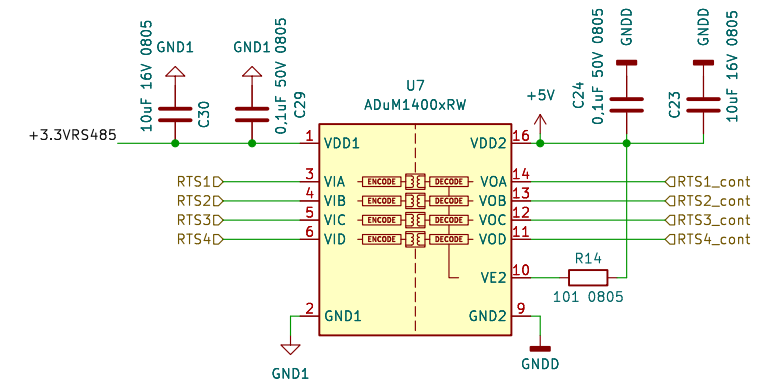 10uF 16V 0805
GND1
C30
GND1
0,1uF 50V 0805
C29
U7
ADuM1400xRW
+5V
C24
0,1uF 50V 0805
GNDD
C23
GNDD
10uF 16V 0805
+3.3VRS485
1 VDD1 VDD2 16
RTS1 3 VIA ENCODE DECODE VOA 14 RTS1_cont
RTS2 4 VIB ENCODE DECODE VOB 13 RTS2_cont
RTS3 5 VIC ENCODE DECODE VOC 12 RTS3_cont
RTS4 6 VID ENCODE DECODE VOD 11 RTS4_cont
R14
VE2 10
101 0805
2 GND1 GND2 9
GND1
GNDD